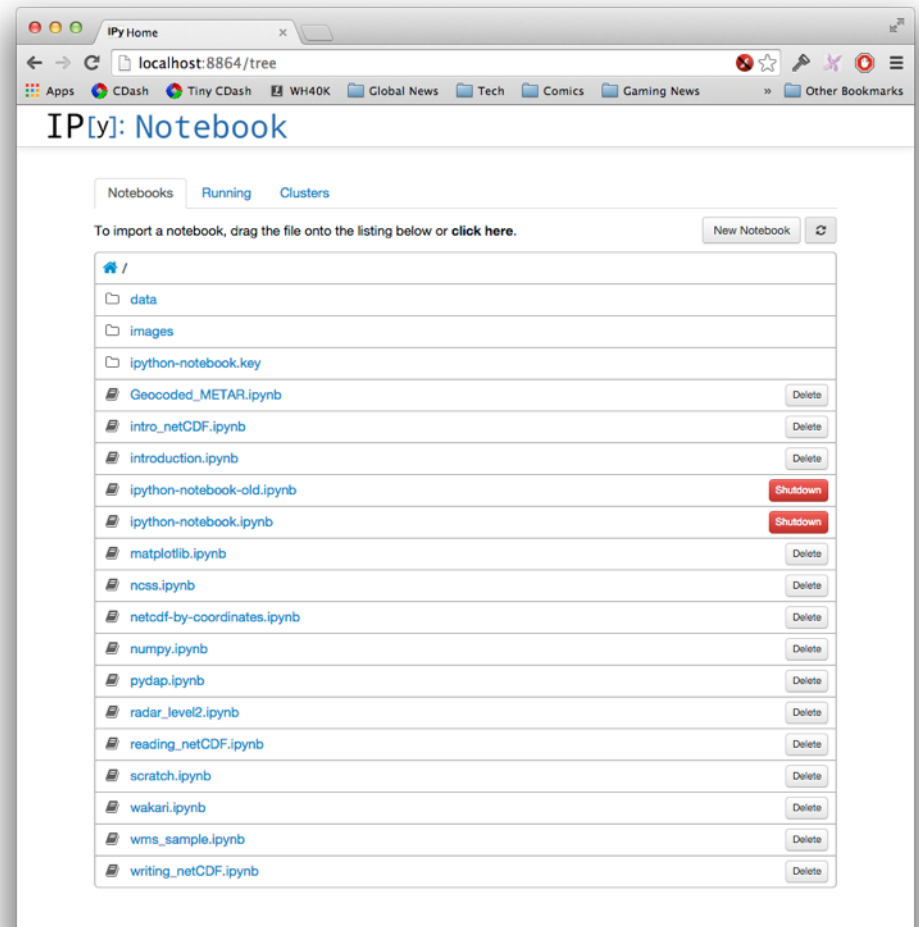 IPy Home
localhost:8864/tree
Apps CDash Tiny CDash WH40K Global News Tech Comics Gaming News » Other Bookmarks
IP[y]: Notebook
Notebooks Running Clusters
To import a notebook, drag the file onto the listing below or click here. New Notebook
/
data
images
ipython-notebook.key
Geocoded_METAR.ipynb Delete
intro_netCDF.ipynb Delete
introduction.ipynb Delete
ipython-notebook-old.ipynb Shutdown
ipython-notebook.ipynb Shutdown
matplotlib.ipynb Delete
ncss.ipynb Delete
netcdf-by-coordinates.ipynb Delete
numpy.ipynb Delete
pydap.ipynb Delete
radar_level2.ipynb Delete
reading_netCDF.ipynb Delete
scratch.ipynb Delete
wakari.ipynb Delete
wms_sample.ipynb Delete
writing_netCDF.ipynb Delete